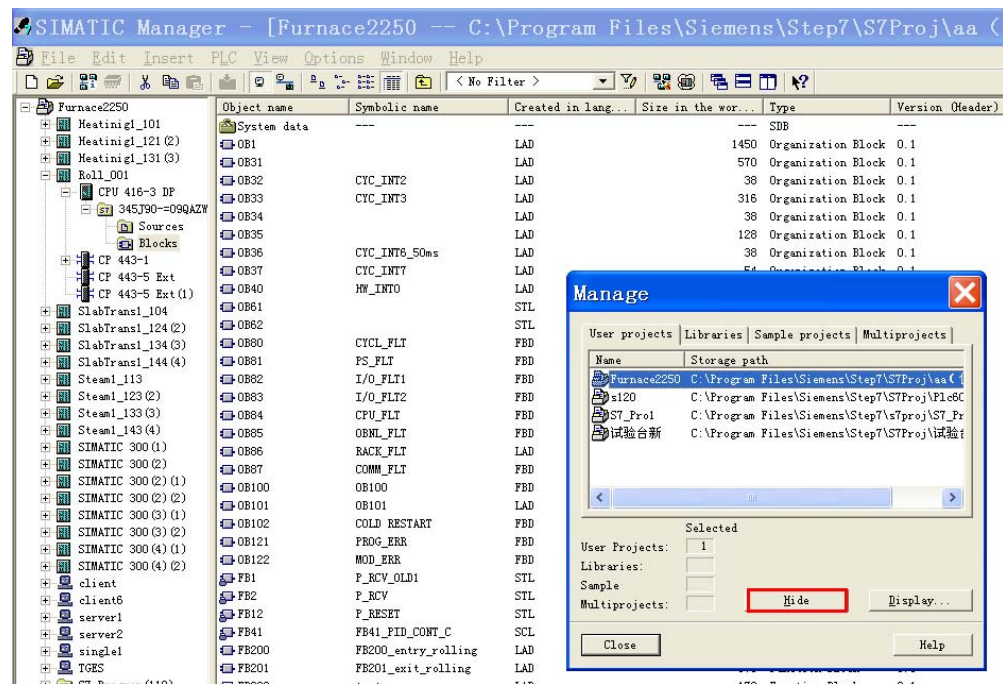 SIMATIC Manager - [Furnace2250 -- C:\Program Files\Siemens\Step7\S7Proj\aa (
File Edit Insert PLC View Options Window Help
< No Filter >
Furnace2250
Heatinig1_101
Heatinig1_121(2)
Heatinig1_131(3)
Roll_001
CPU 416-3 DP
345J90-=09QAZW
Sources
Blocks
CP 443-1
CP 443-5 Ext
CP 443-5 Ext(1)
SlabTrans1_104
SlabTrans1_124(2)
SlabTrans1_134(3)
SlabTrans1_144(4)
Steam1_113
Steam1_123(2)
Steam1_133(3)
Steam1_143(4)
SIMATIC 300(1)
SIMATIC 300(2)
SIMATIC 300(2)(1)
SIMATIC 300(2)(2)
SIMATIC 300(3)(1)
SIMATIC 300(3)(2)
SIMATIC 300(4)(1)
SIMATIC 300(4)(2)
client
client6
server1
server2
single1
TGES
Object name Symbolic name Created in lang... Size in the wor... Type Version (Header)
System data --- --- --- SDB ---
OB1 LAD 1450 Organization Block 0.1
OB31 LAD 570 Organization Block 0.1
OB32 CYC_INT2 LAD 38 Organization Block 0.1
OB33 CYC_INT3 LAD 316 Organization Block 0.1
OB34 LAD 38 Organization Block 0.1
OB35 LAD 128 Organization Block 0.1
OB36 CYC_INT6_50ms LAD 38 Organization Block 0.1
OB37 CYC_INT7 LAD 54 Organization Block 0.1
OB40 HW_INT0 LAD
OB61 STL
OB62 STL
OB80 CYCL_FLT FBD
OB81 PS_FLT FBD
OB82 I/O_FLT1 FBD
OB83 I/O_FLT2 FBD
OB84 CPU_FLT FBD
OB85 OBNL_FLT FBD
OB86 RACK_FLT LAD
OB87 COMM_FLT FBD
OB100 OB100 FBD
OB101 OB101 LAD
OB102 COLD RESTART FBD
OB121 PROG_ERR FBD
OB122 MOD_ERR FBD
FB1 P_RCV_OLD1 STL
FB2 P_RCV STL
FB12 P_RESET STL
FB41 FB41_PID_CONT_C SCL
FB200 FB200_entry_rolling LAD
FB201 FB201_exit_rolling LAD
Manage
User projects Libraries Sample projects Multiprojects
Name Storage path
Furnace2250 C:\Program Files\Siemens\Step7\S7Proj\aa(
s120 C:\Program Files\Siemens\Step7\S7Proj\Plc6C
S7_Pro1 C:\Program Files\Siemens\Step7\s7proj\S7_Pr
试验台新 C:\Program Files\Siemens\Step7\S7Proj\试验
Selected
User Projects: 1
Libraries:
Sample
Multiprojects:
Hide Display...
Close Help